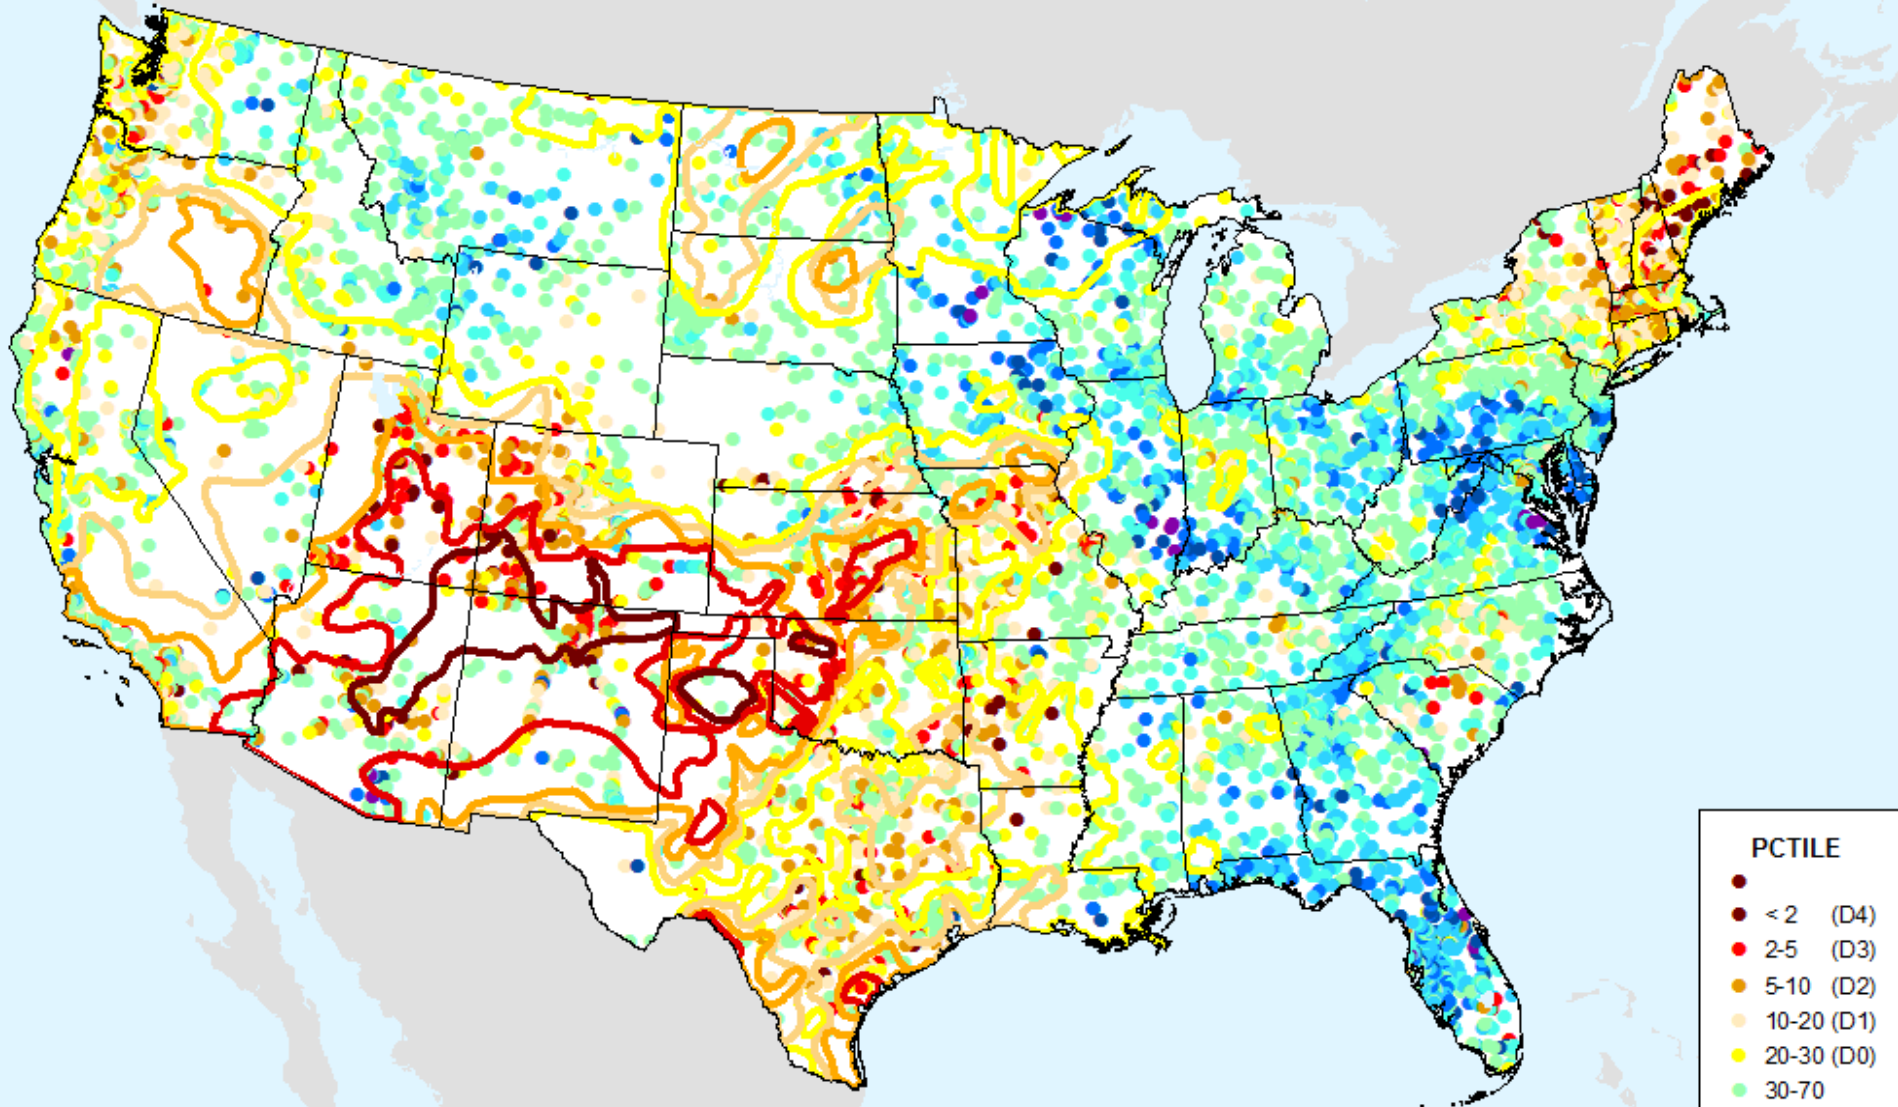 PCTILE
< 2 (D4)
2-5 (D3)
5-10 (D2)
10-20 (D1)
20-30 (D0)
30-70